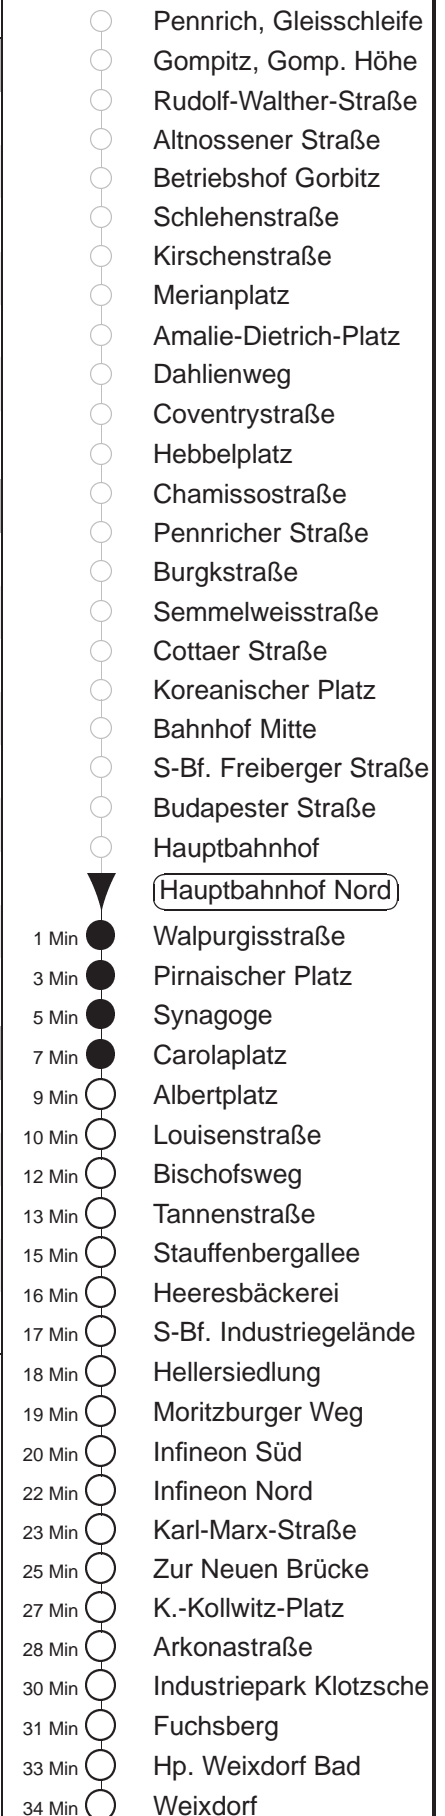 Pennrich, Gleisschleife
Gompitz, Gomp. Höhe
Rudolf-Walther-Straße
Altnossener Straße
Betriebshof Gorbitz
Schlehenstraße
Kirschenstraße
Merianplatz
Amalie-Dietrich-Platz
Dahlienweg
Coventrystraße
Hebbelplatz
Chamissostraße
Pennricher Straße
Burgkstraße
Semmelweisstraße
Cottaer Straße
Koreanischer Platz
Bahnhof Mitte
S-Bf. Freiberger Straße
Budapester Straße
Hauptbahnhof
Hauptbahnhof Nord
1 Min Walpurgisstraße
3 Min Pirnaischer Platz
5 Min Synagoge
7 Min Carolaplatz
9 Min Albertplatz
10 Min Louisenstraße
12 Min Bischofsweg
13 Min Tannenstraße
15 Min Stauffenbergallee
16 Min Heeresbäckerei
17 Min S-Bf. Industriegelände
18 Min Hellersiedlung
19 Min Moritzburger Weg
20 Min Infineon Süd
22 Min Infineon Nord
23 Min Karl-Marx-Straße
25 Min Zur Neuen Brücke
27 Min K.-Kollwitz-Platz
28 Min Arkonastraße
30 Min Industriepark Klotzsche
31 Min Fuchsberg
33 Min Hp. Weixdorf Bad
34 Min Weixdorf